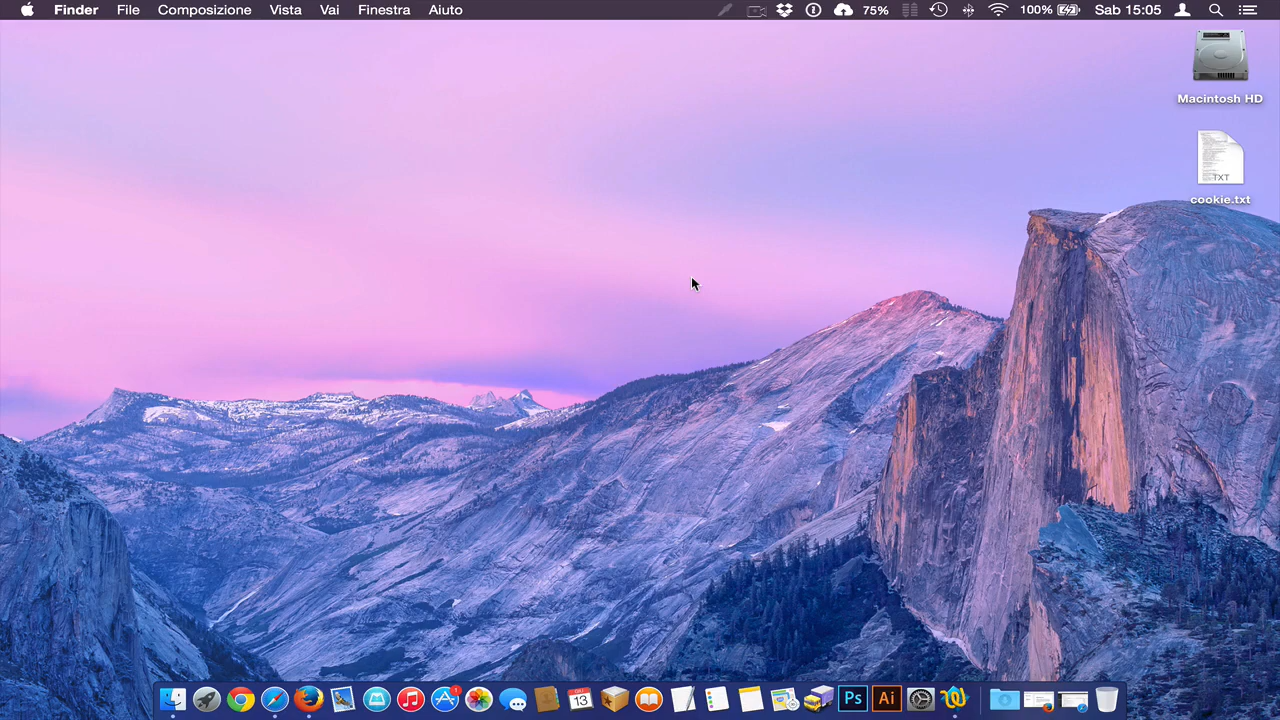 Finder File Composizione Vista Vai Finestra Aiuto 75% 100% Sab 15:05
Macintosh HD
TXT
cookie.txt
1
13
Ps Ai